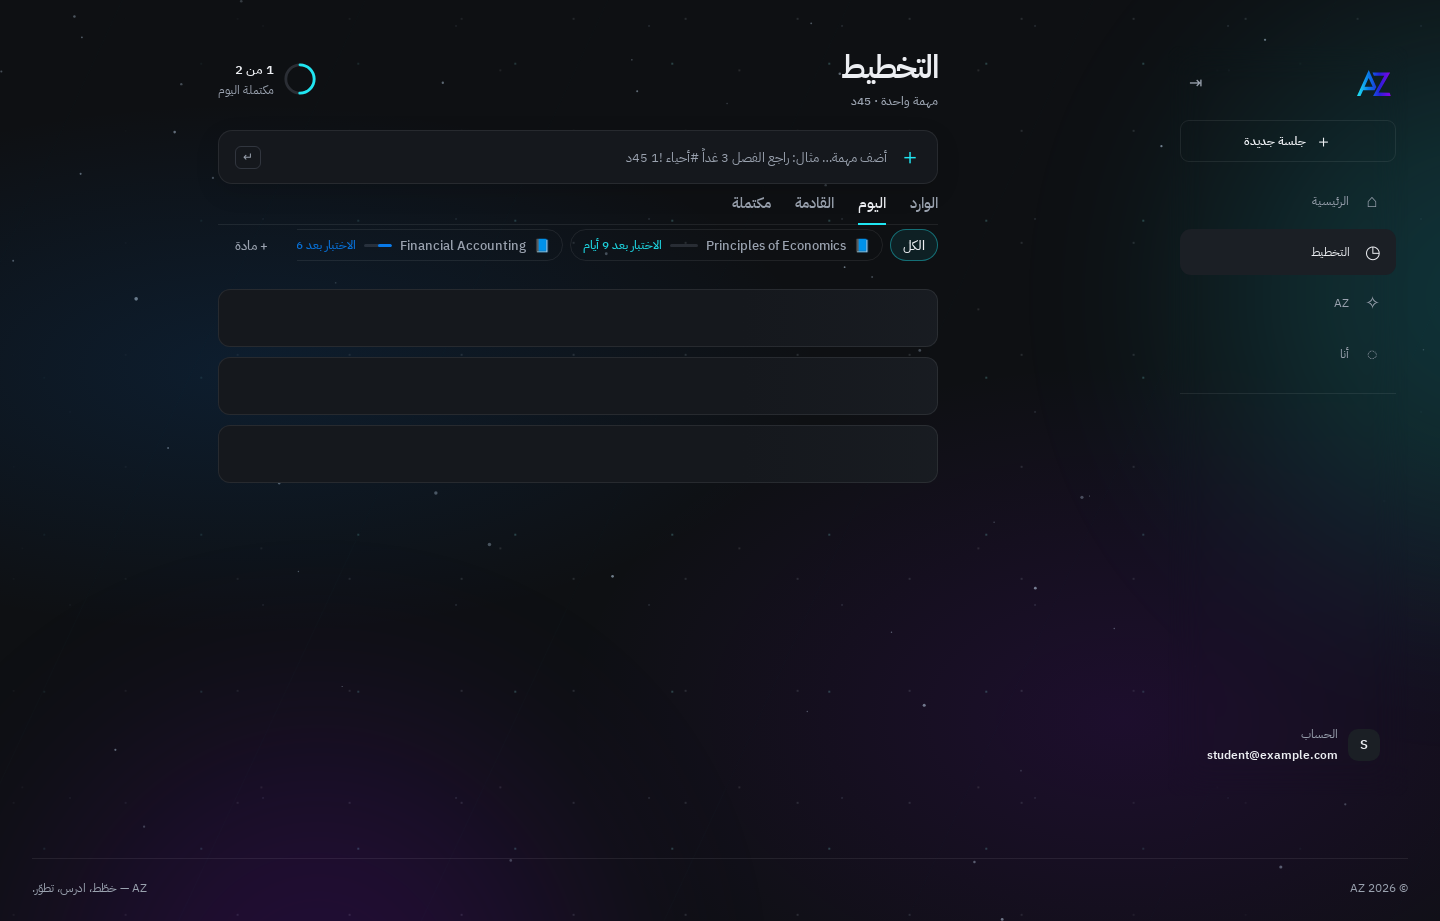 AZ
⇥
+ جلسة جديدة
الرئيسية
التخطيط
AZ
أنا
الحساب
S
student@example.com
التخطيط
مهمة واحدة · 45د
1 من 2
مكتملة اليوم
+ أضف مهمة... مثال: راجع الفصل 3 غداً #أحياء !1 45د ↵
الوارد اليوم القادمة مكتملة
الكل 📘 Principles of Economics الاختبار بعد 9 أيام 📘 Financial Accounting الاختبار بعد 6 + مادة
© 2026 AZ
AZ — خطّط، ادرس، تطوّر.